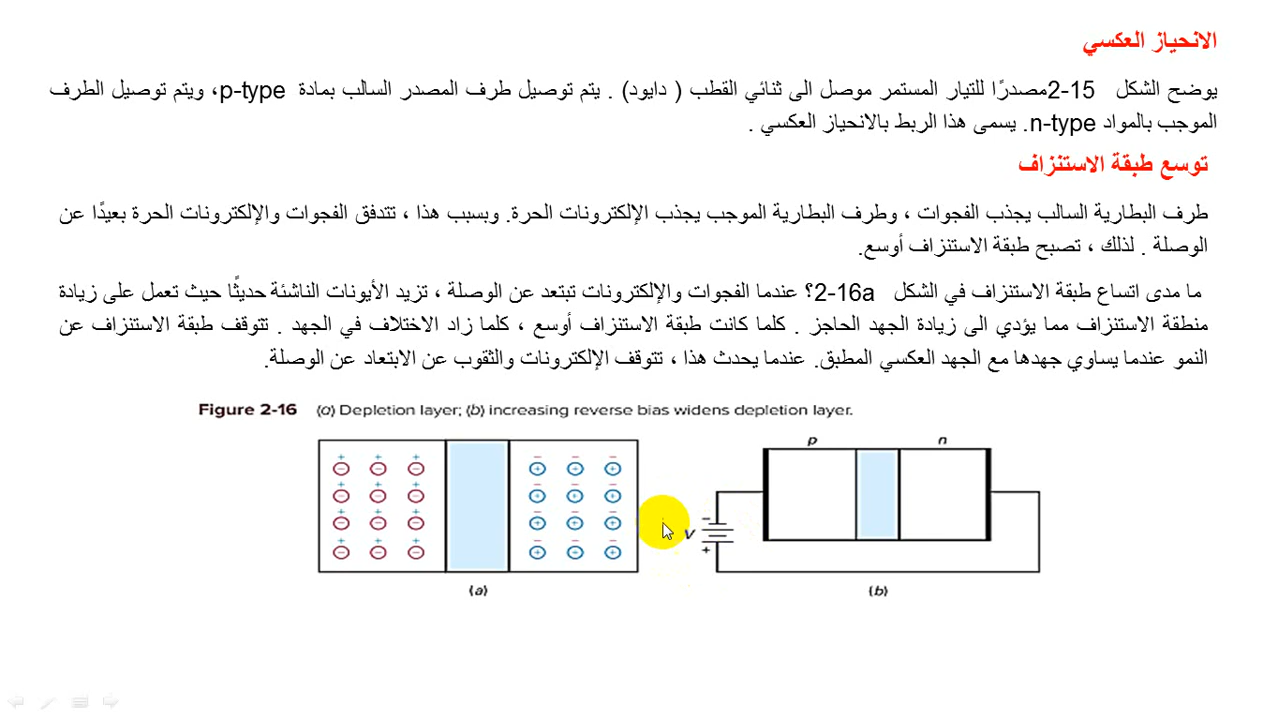 الانحياز العكسي
يوضح الشكل 2-15مصدرًا للتيار المستمر موصل الى ثنائي القطب ( دايود) . يتم توصيل طرف المصدر السالب بمادة p-type، ويتم توصيل الطرف
الموجب بالمواد n-type. يسمى هذا الربط بالانحياز العكسي .
توسع طبقة الاستنزاف
طرف البطارية السالب يجذب الفجوات ، وطرف البطارية الموجب يجذب الإلكترونات الحرة. وبسبب هذا ، تتدفق الفجوات والإلكترونات الحرة بعيدًا عن
الوصلة . لذلك ، تصبح طبقة الاستنزاف أوسع.
ما مدى اتساع طبقة الاستنزاف في الشكل 2-16a؟ عندما الفجوات والإلكترونات تبتعد عن الوصلة ، تزيد الأيونات الناشئة حديثًا حيث تعمل على زيادة
منطقة الاستنزاف مما يؤدي الى زيادة الجهد الحاجز . كلما كانت طبقة الاستنزاف أوسع ، كلما زاد الاختلاف في الجهد . تتوقف طبقة الاستنزاف عن
النمو عندما يساوي جهدها مع الجهد العكسي المطبق. عندما يحدث هذا ، تتوقف الإلكترونات والثقوب عن الابتعاد عن الوصلة.
Figure 2-16 (a) Depletion layer; (b) increasing reverse bias widens depletion layer.
p n
V
(a) (b)